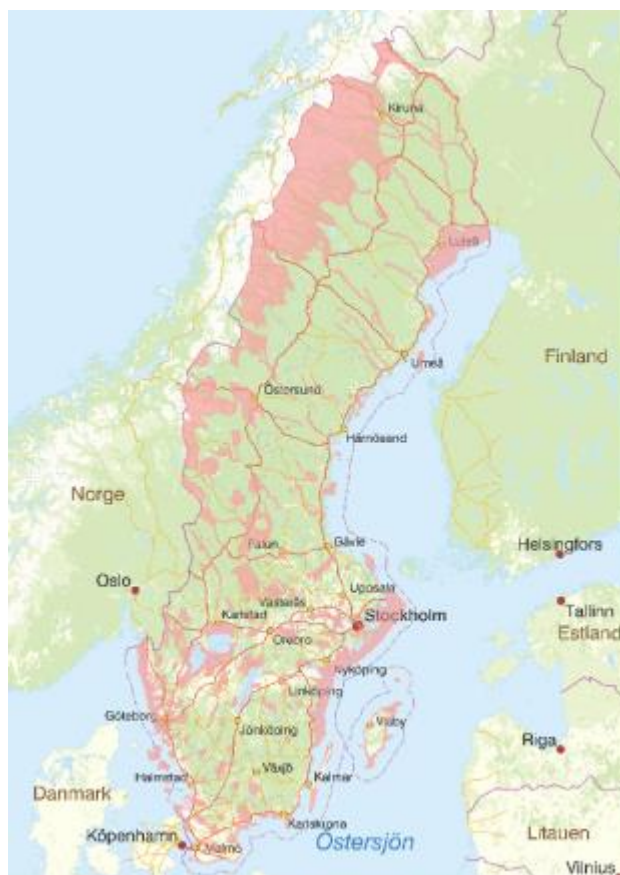 Kiruna
Luleå
Umeå
Finland
Östersund
Härnösand
Norge
Falun
Gävle
Helsingfors
Oslo
Uppsala
Västerås
Karlstad
Stockholm
Tallinn
Örebro
Estland
Nyköping
Linköping
Göteborg
Visby
Jönköping
Riga
Växjö
Halmstad
Kalmar
Danmark
Karlskrona
Köpenhamn
Malmö
Östersjön
Litauen
Vilnius